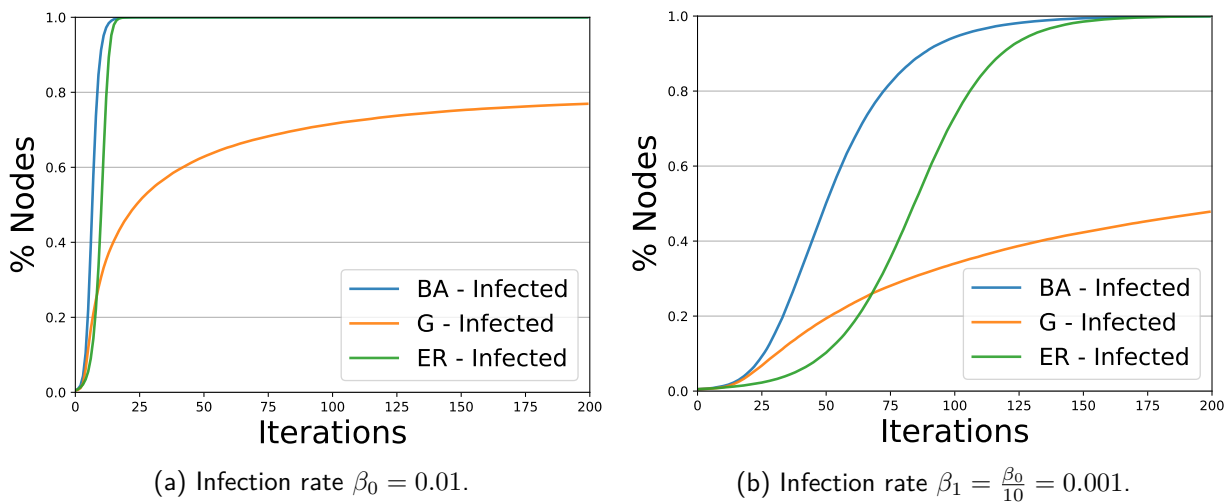 1.0
0.8
0.6
0.4
0.2
0.0
% Nodes
BA - Infected
G - Infected
ER - Infected
0 25 50 75 100 125 150 175 200
Iterations
(a) Infection rate β₀ = 0.01.
1.0
0.8
0.6
0.4
0.2
0.0
% Nodes
BA - Infected
G - Infected
ER - Infected
0 25 50 75 100 125 150 175 200
Iterations
(b) Infection rate β₁ = β₀/10 = 0.001.